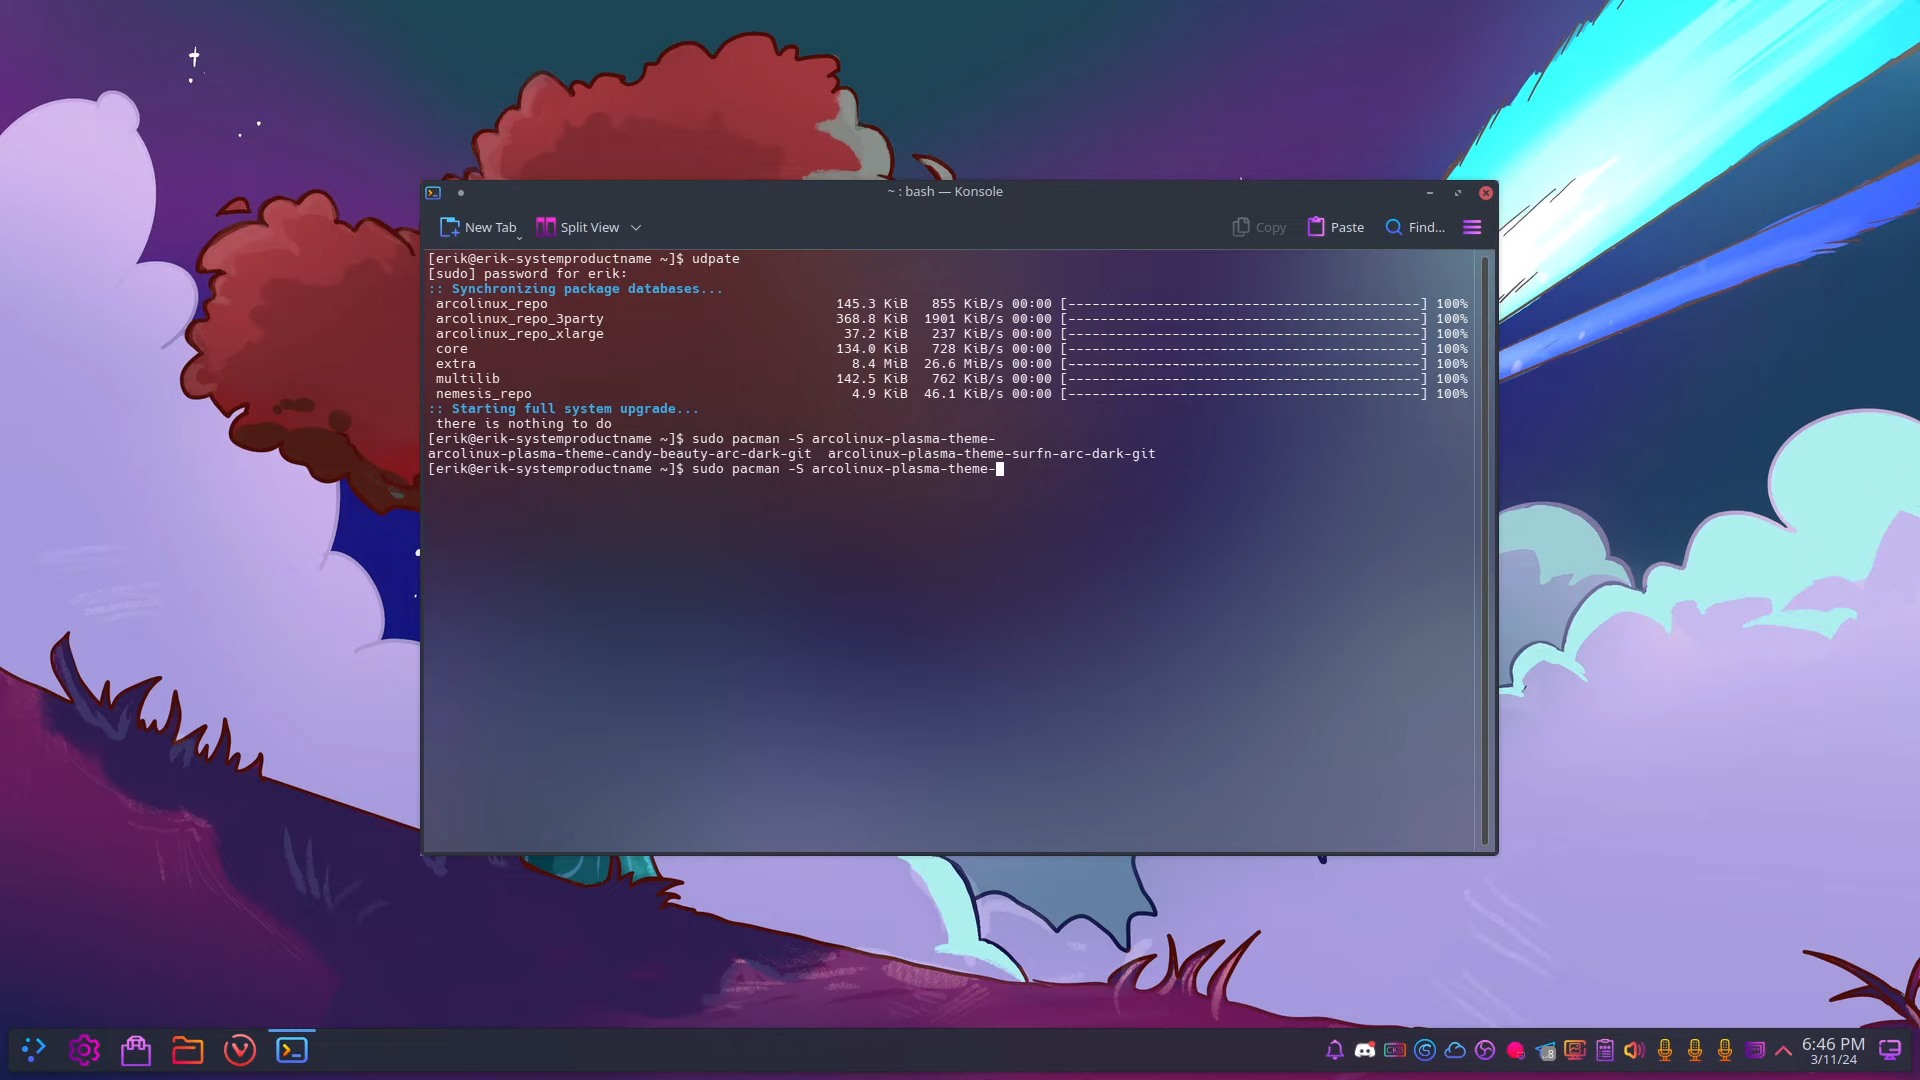 ~ : bash — Konsole
New Tab
Split View
Copy
Paste
Find...
[erik@erik-systemproductname ~]$ udpate
[sudo] password for erik:
:: Synchronizing package databases...
arcolinux_repo 145.3 KiB 855 KiB/s 00:00 [--------------------------------------------] 100%
arcolinux_repo_3party 368.8 KiB 1901 KiB/s 00:00 [--------------------------------------------] 100%
arcolinux_repo_xlarge 37.2 KiB 237 KiB/s 00:00 [--------------------------------------------] 100%
core 134.0 KiB 728 KiB/s 00:00 [--------------------------------------------] 100%
extra 8.4 MiB 26.6 MiB/s 00:00 [--------------------------------------------] 100%
multilib 142.5 KiB 762 KiB/s 00:00 [--------------------------------------------] 100%
nemesis_repo 4.9 KiB 46.1 KiB/s 00:00 [--------------------------------------------] 100%
:: Starting full system upgrade...
there is nothing to do
[erik@erik-systemproductname ~]$ sudo pacman -S arcolinux-plasma-theme-
arcolinux-plasma-theme-candy-beauty-arc-dark-git arcolinux-plasma-theme-surfn-arc-dark-git
[erik@erik-systemproductname ~]$ sudo pacman -S arcolinux-plasma-theme-
6:46 PM
3/11/24